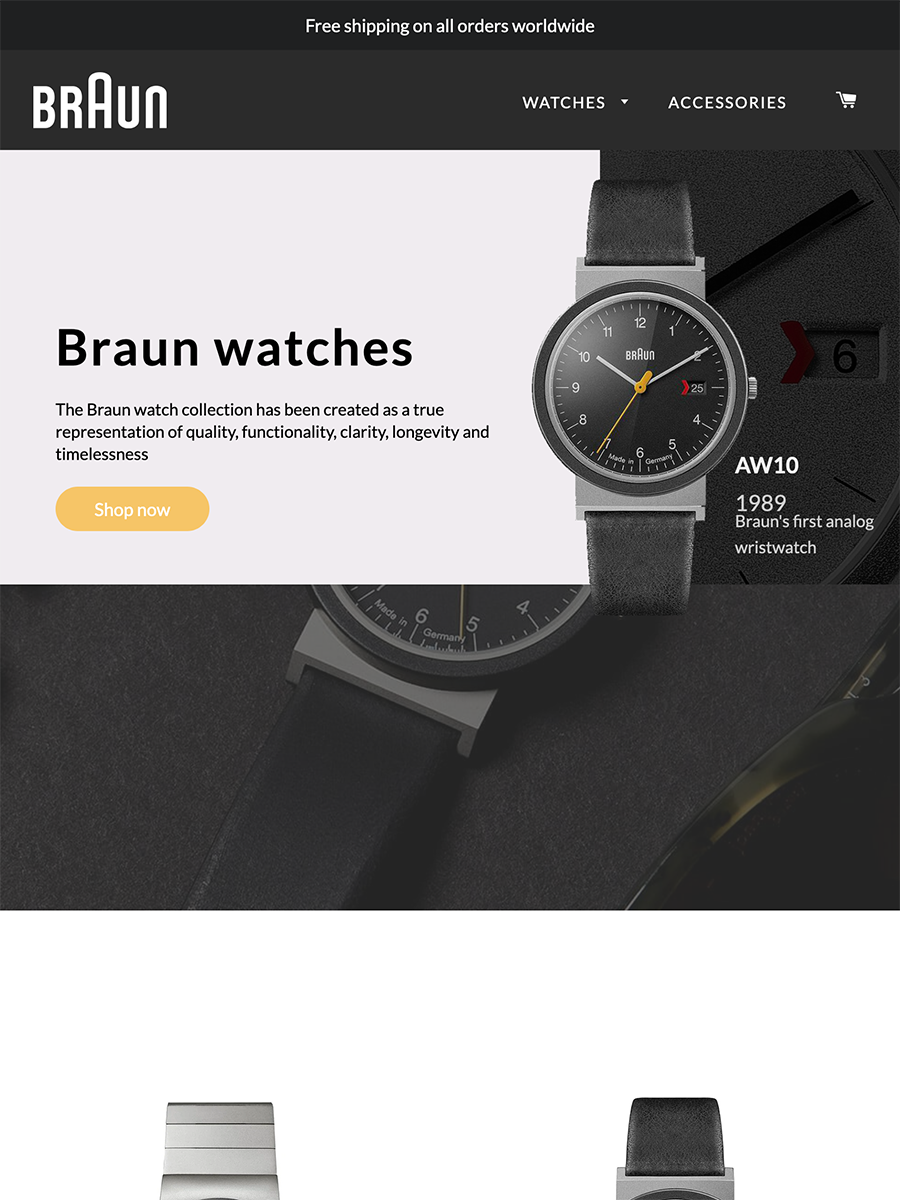 Free shipping on all orders worldwide
BRAUN
WATCHES
ACCESSORIES
Braun watches
The Braun watch collection has been created as a true
representation of quality, functionality, clarity, longevity and
timelessness
Shop now
12
11 1
10 BRAUN 2
9 25
8 4
7 6 5
Made in Germany
6
AW10
1989
Braun's first analog
wristwatch
6 5 4
Made in Germany